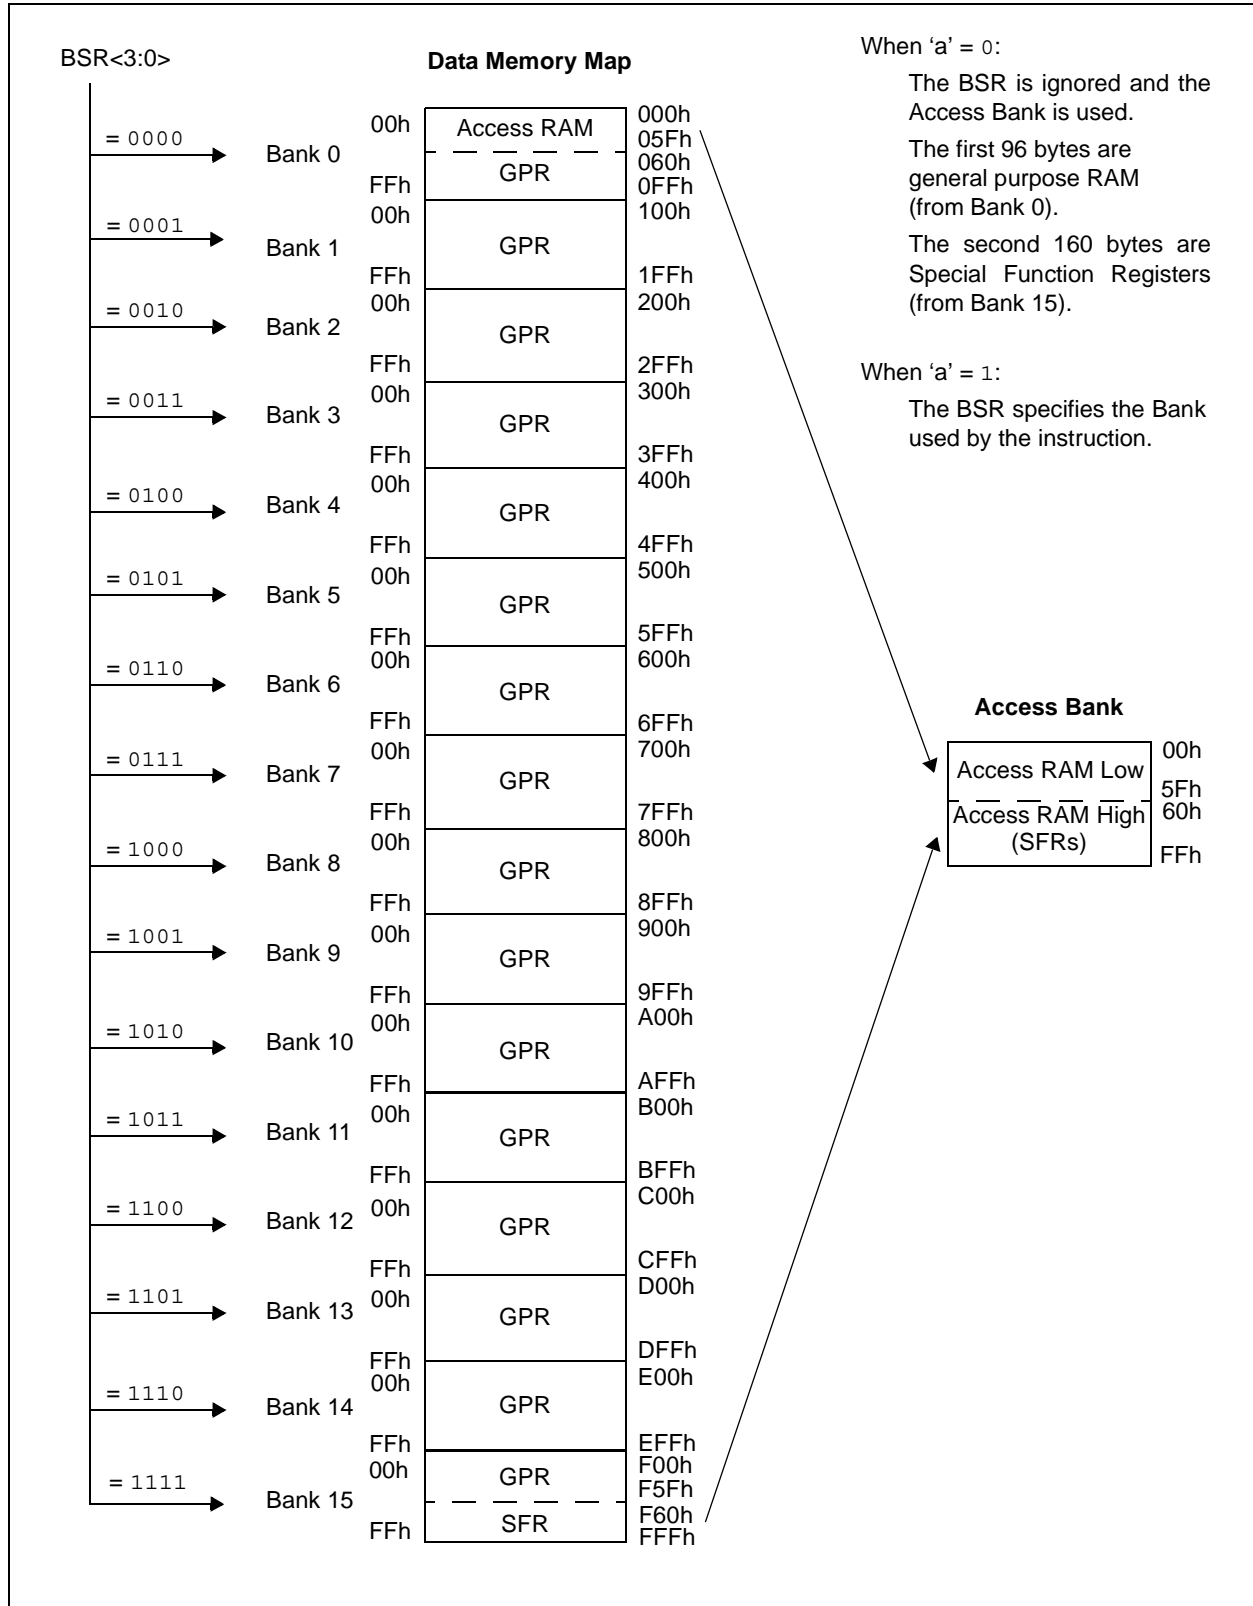 BSR<3:0>
Data Memory Map
When ‘a’ = 0:
The BSR is ignored and the
Access Bank is used.
The first 96 bytes are
general purpose RAM
(from Bank 0).
The second 160 bytes are
Special Function Registers
(from Bank 15).
When ‘a’ = 1:
The BSR specifies the Bank
used by the instruction.
= 0000
Bank 0
00h
FFh
Access RAM
GPR
000h
05Fh
060h
0FFh
= 0001
Bank 1
00h
FFh
GPR
100h
1FFh
= 0010
Bank 2
00h
FFh
GPR
200h
2FFh
= 0011
Bank 3
00h
FFh
GPR
300h
3FFh
= 0100
Bank 4
00h
FFh
GPR
400h
4FFh
= 0101
Bank 5
00h
FFh
GPR
500h
5FFh
= 0110
Bank 6
00h
FFh
GPR
600h
6FFh
= 0111
Bank 7
00h
FFh
GPR
700h
7FFh
= 1000
Bank 8
00h
FFh
GPR
800h
8FFh
= 1001
Bank 9
00h
FFh
GPR
900h
9FFh
= 1010
Bank 10
00h
FFh
GPR
A00h
AFFh
= 1011
Bank 11
00h
FFh
GPR
B00h
BFFh
= 1100
Bank 12
00h
FFh
GPR
C00h
CFFh
= 1101
Bank 13
00h
FFh
GPR
D00h
DFFh
= 1110
Bank 14
00h
FFh
GPR
E00h
EFFh
= 1111
Bank 15
00h
FFh
GPR
SFR
F00h
F5Fh
F60h
FFFh
Access Bank
Access RAM Low
Access RAM High
(SFRs)
00h
5Fh
60h
FFh